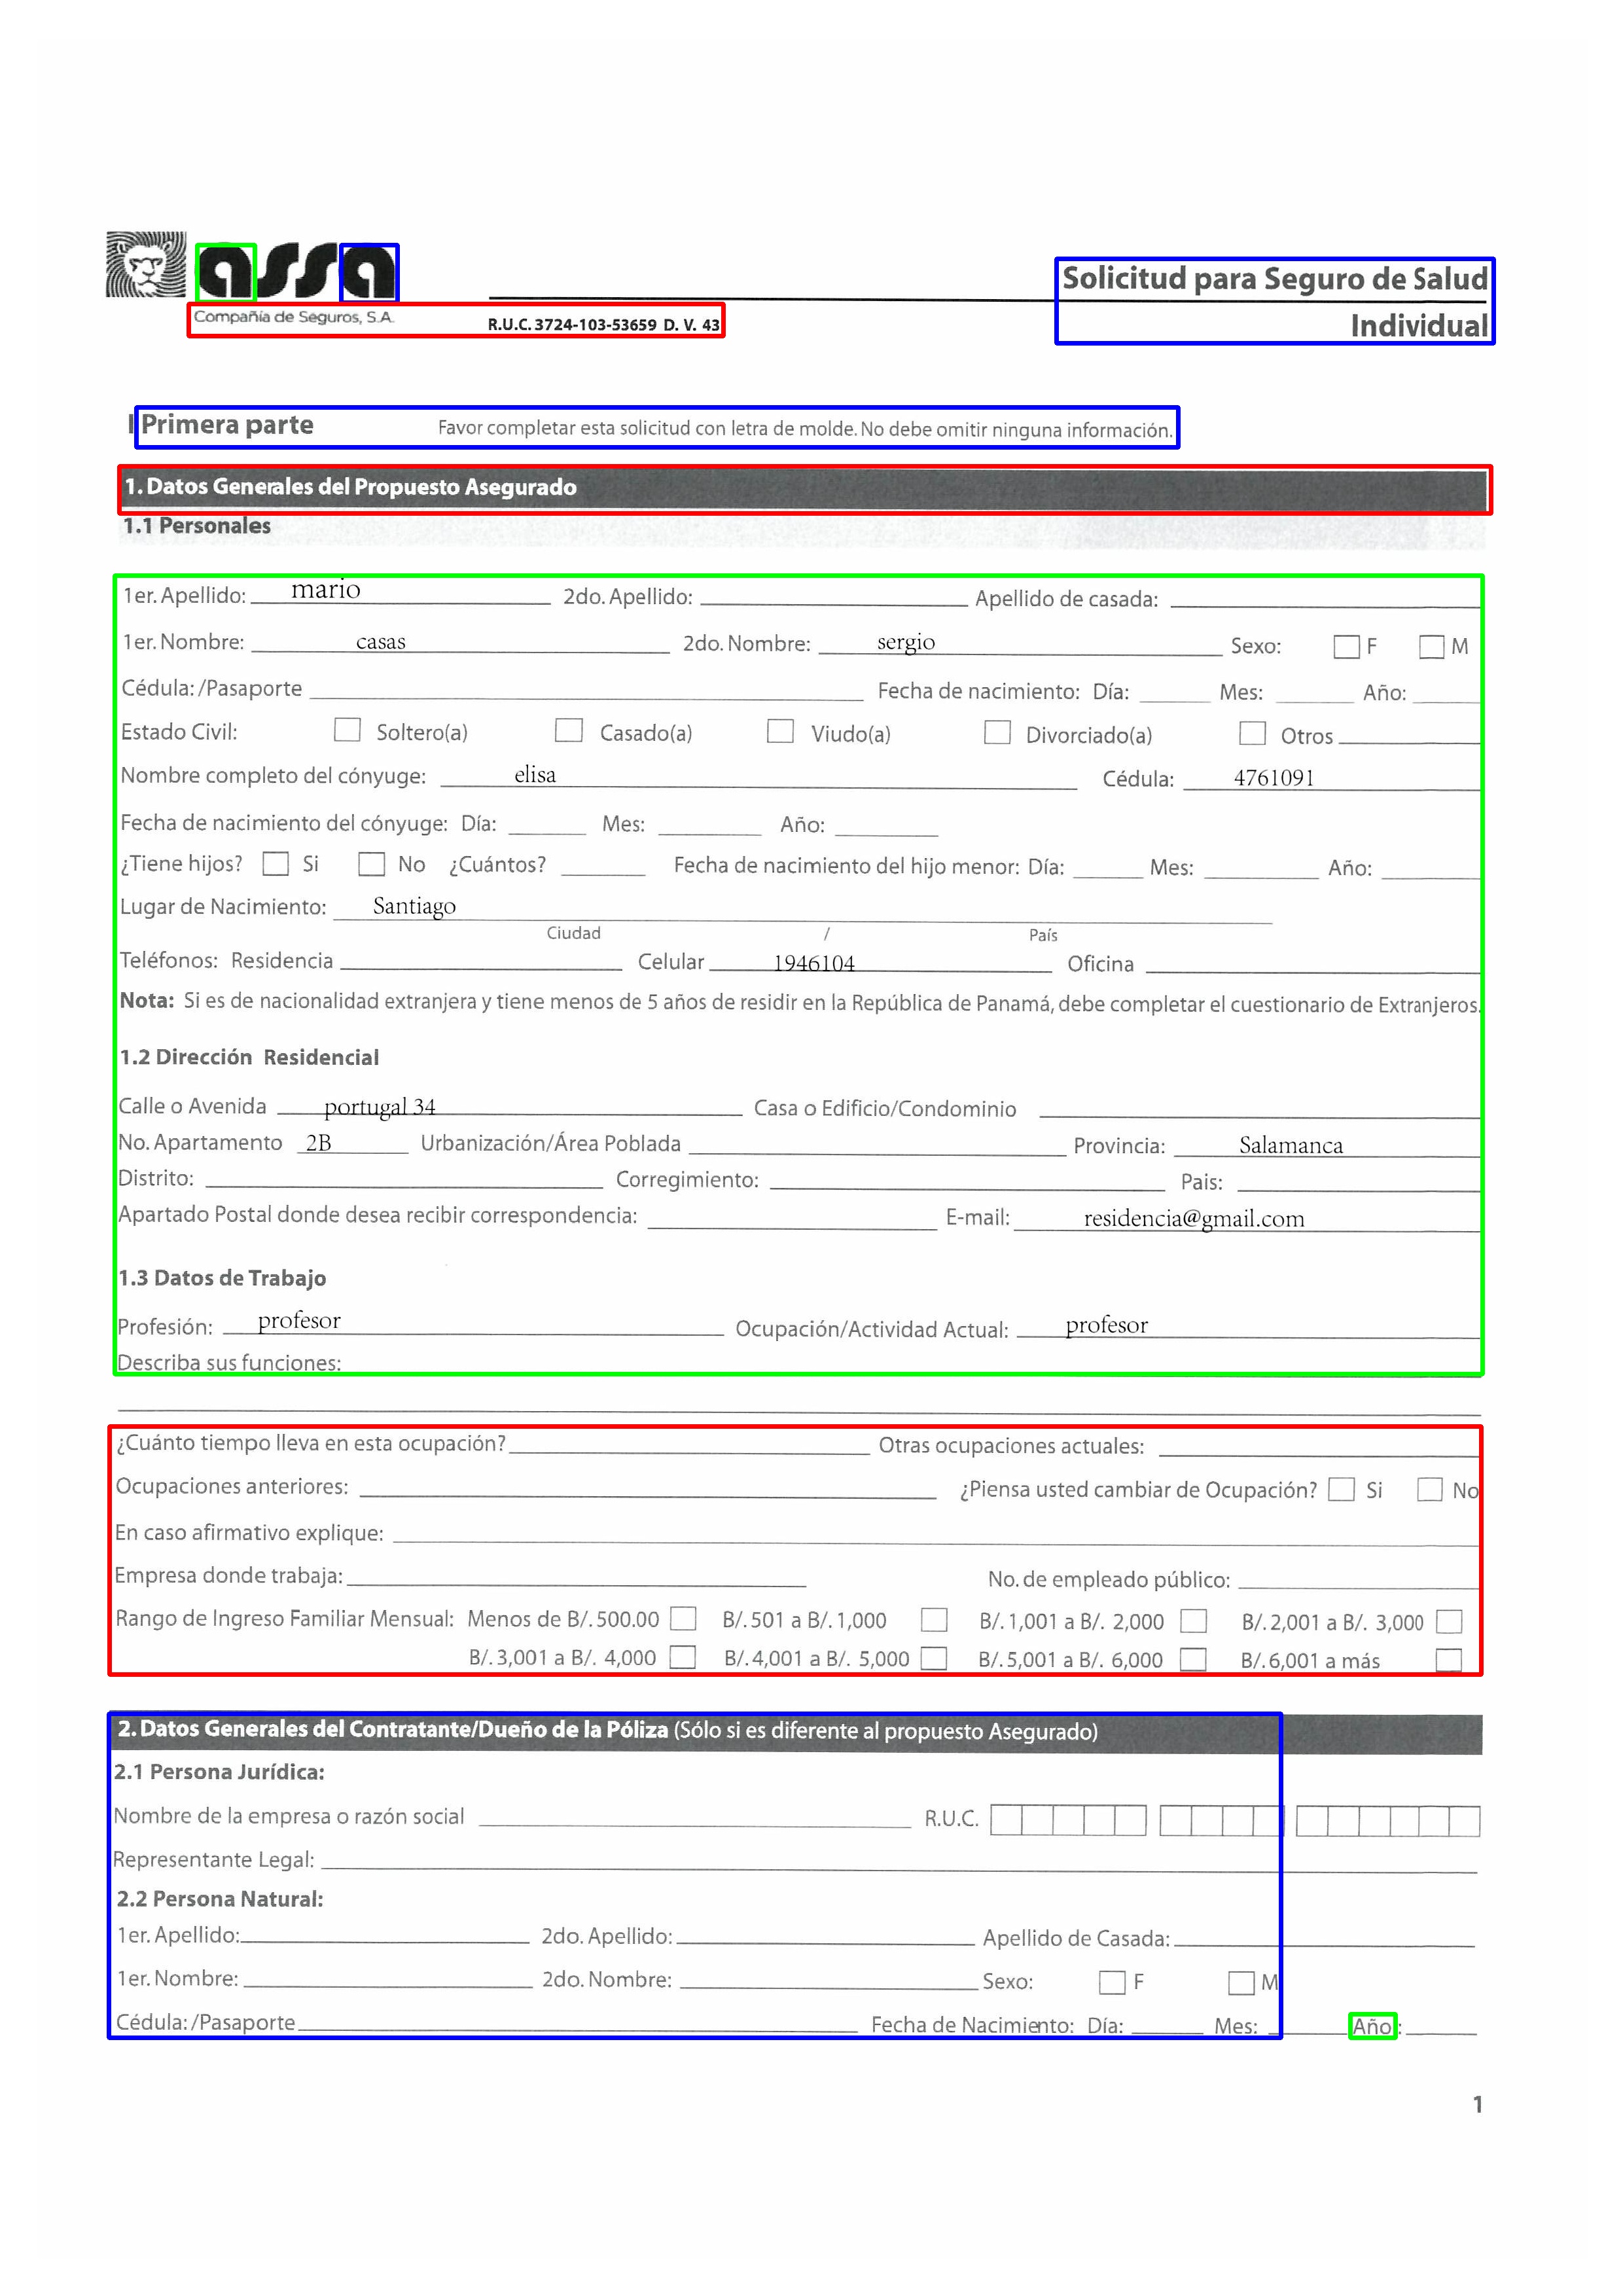 assa
Compañía de Seguros, S.A.
R.U.C. 3724-103-53659 D. V. 43
Solicitud para Seguro de Salud
Individual
I Primera parte Favor completar esta solicitud con letra de molde. No debe omitir ninguna información.
1. Datos Generales del Propuesto Asegurado
1.1 Personales
1er. Apellido: mario 2do. Apellido: Apellido de casada:
1er. Nombre: casas 2do. Nombre: sergio Sexo: F M
Cédula: /Pasaporte Fecha de nacimiento: Día: Mes: Año:
Estado Civil: Soltero(a) Casado(a) Viudo(a) Divorciado(a) Otros
Nombre completo del cónyuge: elisa Cédula: 4761091
Fecha de nacimiento del cónyuge: Día: Mes: Año:
¿Tiene hijos? Si No ¿Cuántos? Fecha de nacimiento del hijo menor: Día: Mes: Año:
Lugar de Nacimiento: Santiago
Ciudad / País
Teléfonos: Residencia Celular 1946104 Oficina
Nota: Si es de nacionalidad extranjera y tiene menos de 5 años de residir en la República de Panamá, debe completar el cuestionario de Extranjeros.
1.2 Dirección Residencial
Calle o Avenida portugal 34 Casa o Edificio/Condominio
No. Apartamento 2B Urbanización/Área Poblada Provincia: Salamanca
Distrito: Corregimiento: Pais:
Apartado Postal donde desea recibir correspondencia: E-mail: residencia@gmail.com
1.3 Datos de Trabajo
Profesión: profesor Ocupación/Actividad Actual: profesor
Describa sus funciones:
¿Cuánto tiempo lleva en esta ocupación? Otras ocupaciones actuales:
Ocupaciones anteriores: ¿Piensa usted cambiar de Ocupación? Si No
En caso afirmativo explique:
Empresa donde trabaja: No. de empleado público:
Rango de Ingreso Familiar Mensual: Menos de B/. 500.00 B/. 501 a B/. 1,000 B/. 1,001 a B/. 2,000 B/. 2,001 a B/. 3,000
B/. 3,001 a B/. 4,000 B/. 4,001 a B/. 5,000 B/. 5,001 a B/. 6,000 B/. 6,001 a más
2. Datos Generales del Contratante/Dueño de la Póliza (Sólo si es diferente al propuesto Asegurado)
2.1 Persona Jurídica:
Nombre de la empresa o razón social R.U.C.
Representante Legal:
2.2 Persona Natural:
1er. Apellido: 2do. Apellido: Apellido de Casada:
1er. Nombre: 2do. Nombre: Sexo: F M
Cédula: /Pasaporte Fecha de Nacimiento: Día: Mes: Año:
1